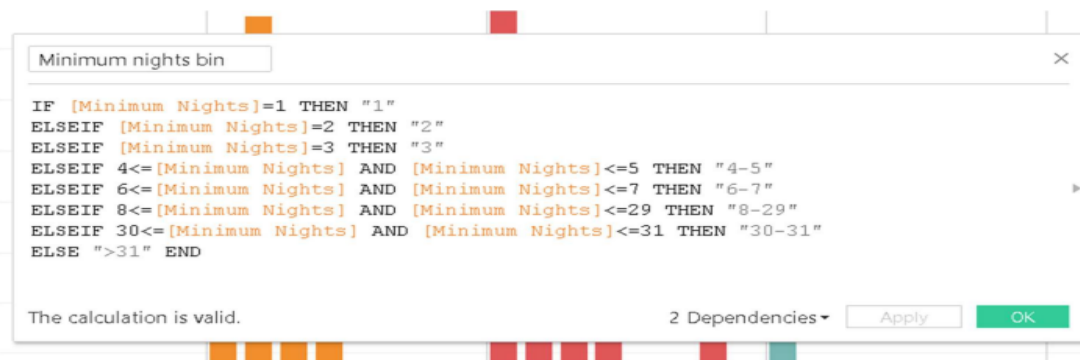 Minimum nights bin
IF [Minimum Nights]=1 THEN "1"
ELSEIF [Minimum Nights]=2 THEN "2"
ELSEIF [Minimum Nights]=3 THEN "3"
ELSEIF 4<=[Minimum Nights] AND [Minimum Nights]<=5 THEN "4-5"
ELSEIF 6<=[Minimum Nights] AND [Minimum Nights]<=7 THEN "6-7"
ELSEIF 8<=[Minimum Nights] AND [Minimum Nights]<=29 THEN "8-29"
ELSEIF 30<=[Minimum Nights] AND [Minimum Nights]<=31 THEN "30-31"
ELSE ">31" END
The calculation is valid. 2 Dependencies Apply OK